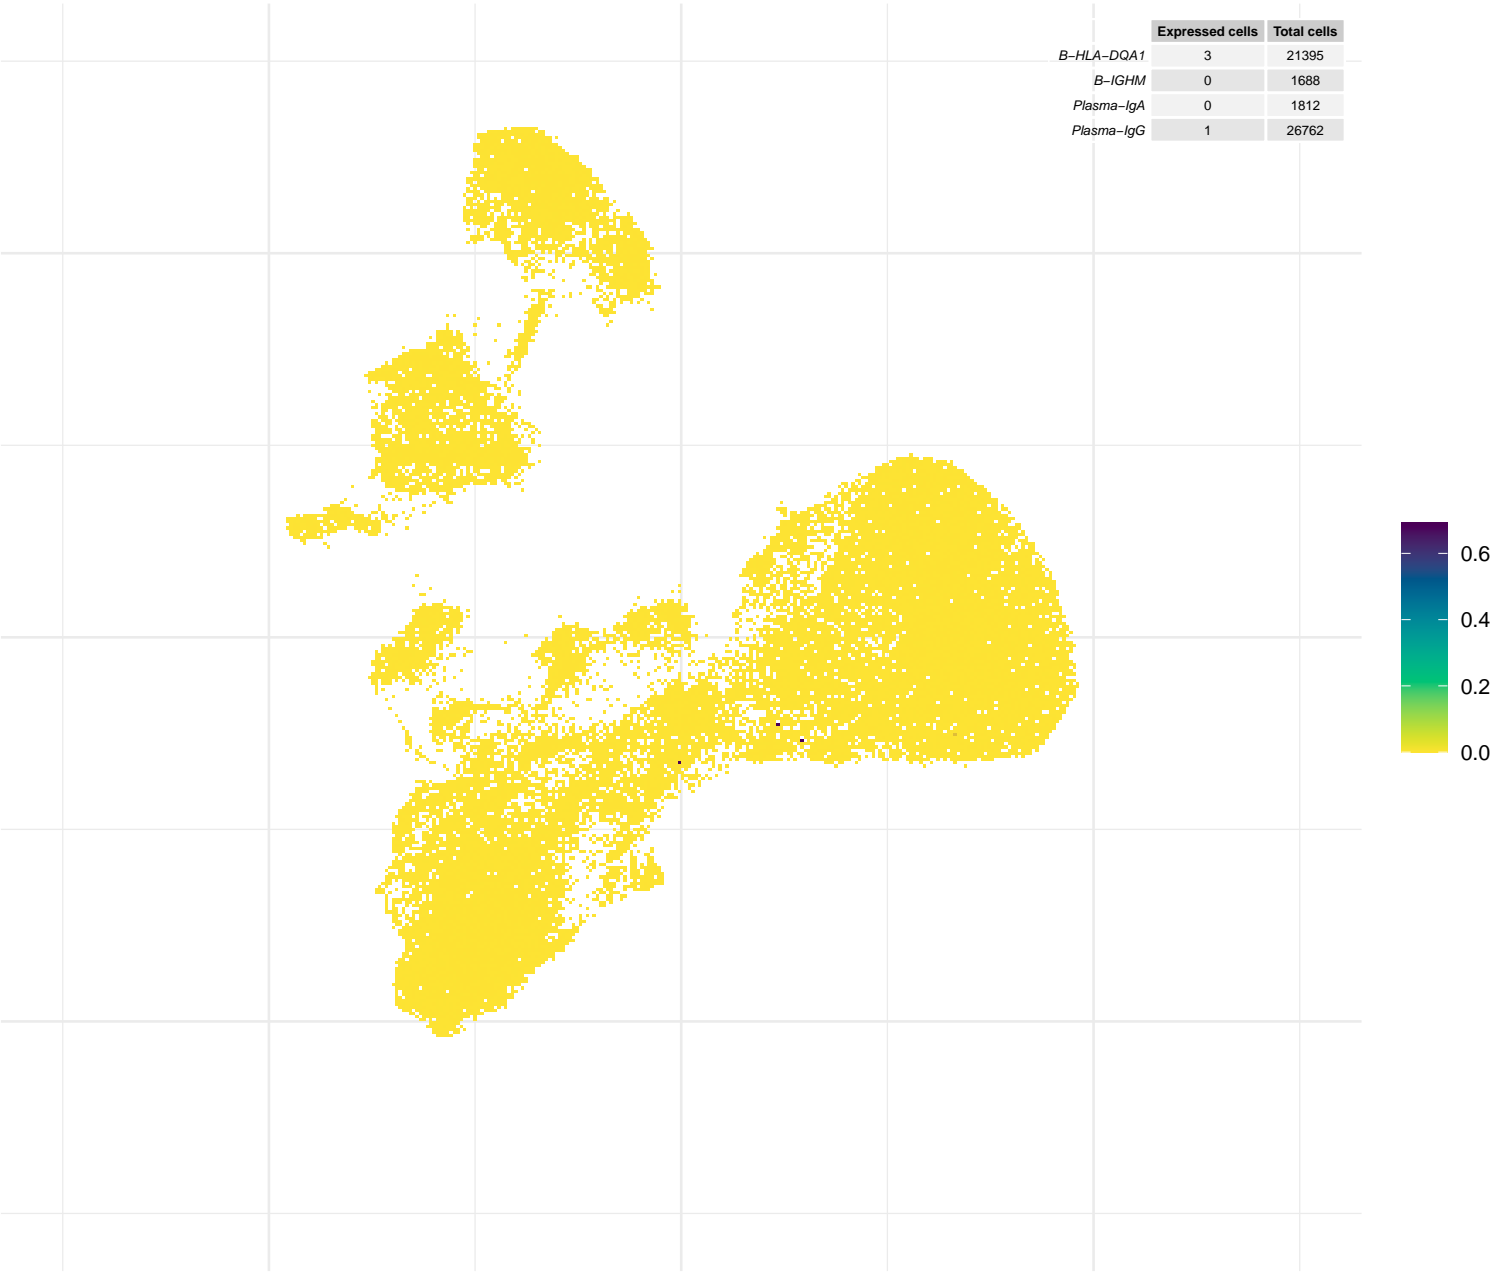 Expressed cells Total cells
B−HLA−DQA1 3 21395
B−IGHM 0 1688
Plasma−IgA 0 1812
Plasma−IgG 1 26762
0.6
0.4
0.2
0.0